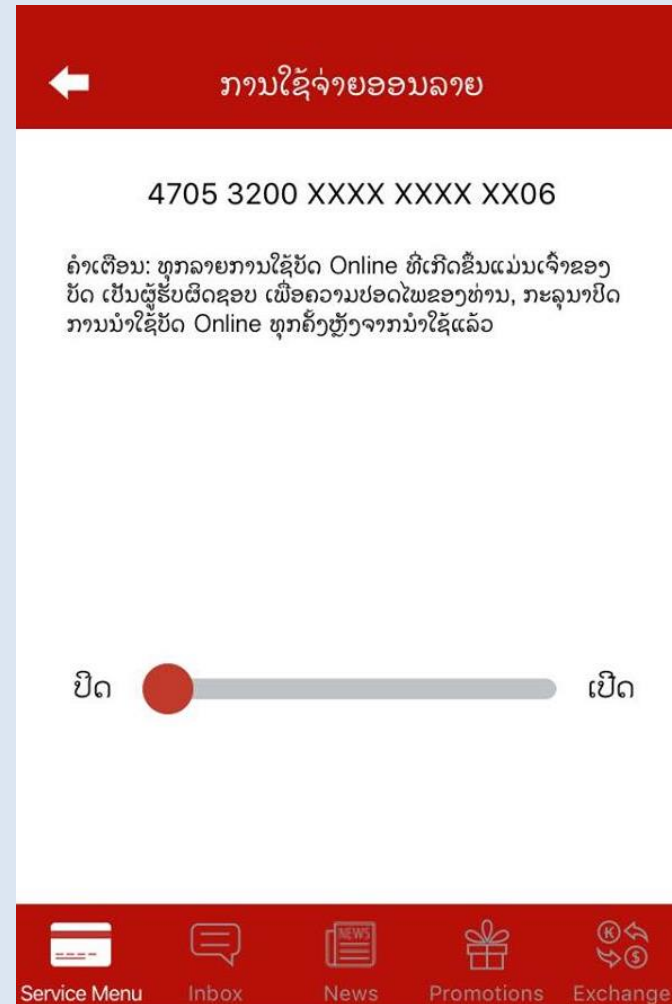 ການໃຊ້ຈ່າຍອອນລາຍ
4705 3200 XXXX XXXX XX06
ຄຳເຕືອນ: ທຸກລາຍການໃຊ້ບັດ Online ທີ່ເກີດຂຶ້ນແມ່ນເຈົ້າຂອງ
ບັດ ເປັນຜູ້ຮັບຜິດຊອບ ເພື່ອຄວາມປອດໄພຂອງທ່ານ, ກະລຸນາປິດ
ການນຳໃຊ້ບັດ Online ທຸກຄັ້ງຫຼັງຈາກນຳໃຊ້ແລ້ວ
ປິດ ເປີດ
NEWS K $
Service Menu Inbox News Promotions Exchange